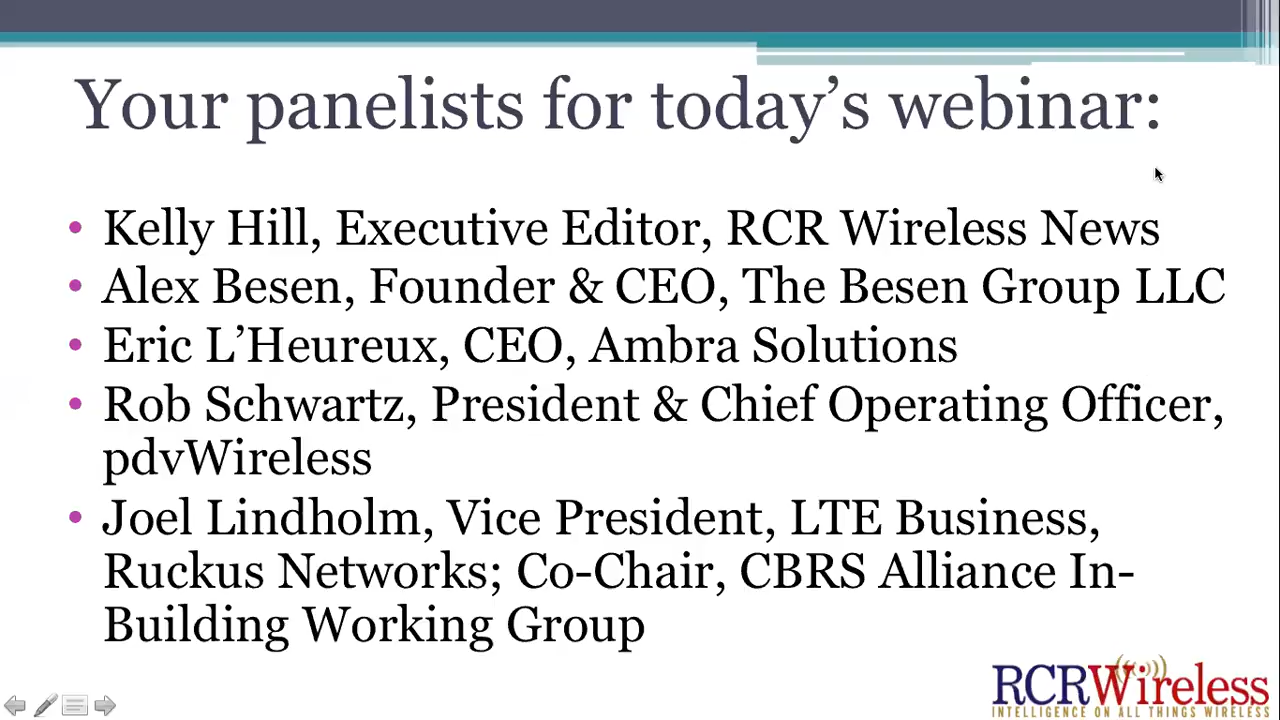 Your panelists for today’s webinar:
• Kelly Hill, Executive Editor, RCR Wireless News
• Alex Besen, Founder & CEO, The Besen Group LLC
• Eric L’Heureux, CEO, Ambra Solutions
• Rob Schwartz, President & Chief Operating Officer,
pdvWireless
• Joel Lindholm, Vice President, LTE Business,
Ruckus Networks; Co-Chair, CBRS Alliance In-
Building Working Group
RCRWireless
INTELLIGENCE ON ALL THINGS WIRELESS